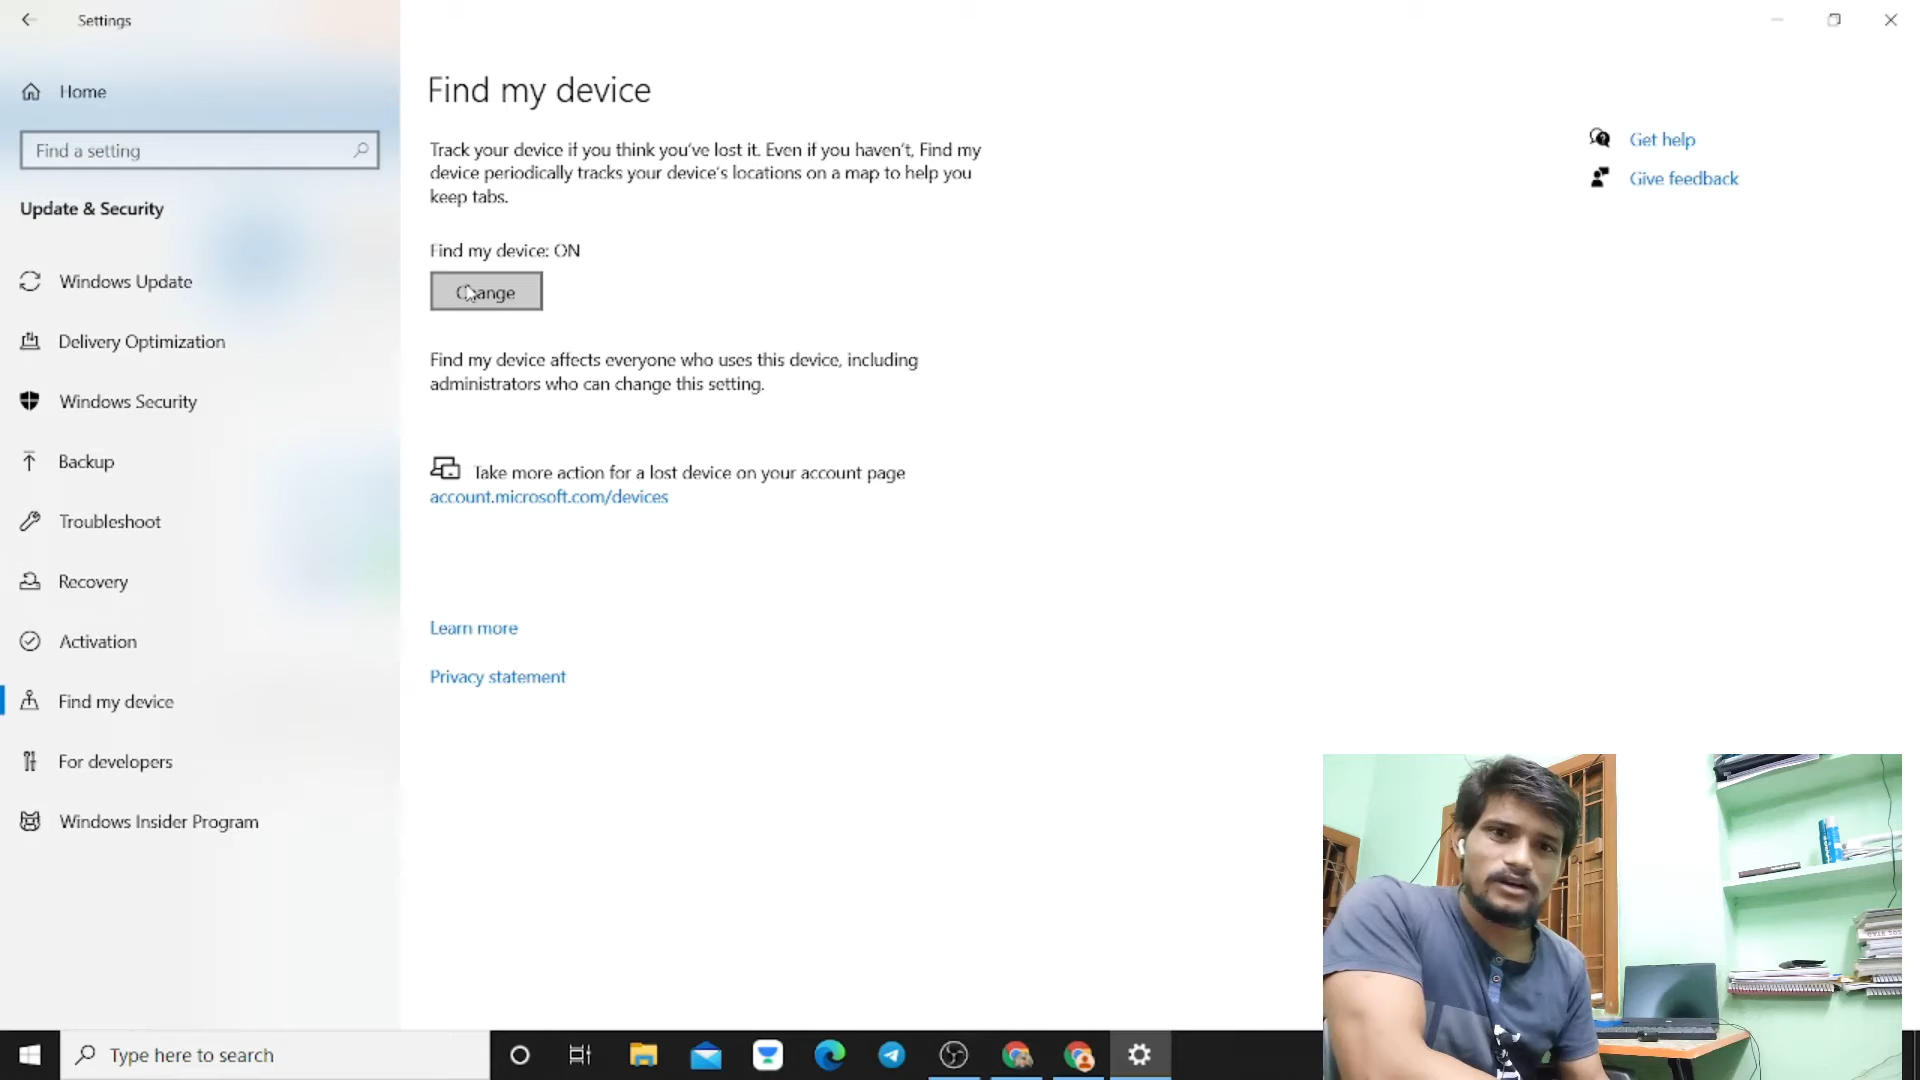 Settings
Home
Find a setting
Update & Security
Windows Update
Delivery Optimization
Windows Security
Backup
Troubleshoot
Recovery
Activation
Find my device
For developers
Windows Insider Program
Find my device
Track your device if you think you've lost it. Even if you haven't, Find my
device periodically tracks your device's locations on a map to help you
keep tabs.
Find my device: ON
Change
Find my device affects everyone who uses this device, including
administrators who can change this setting.
Take more action for a lost device on your account page
account.microsoft.com/devices
Learn more
Privacy statement
Get help
Give feedback
Type here to search